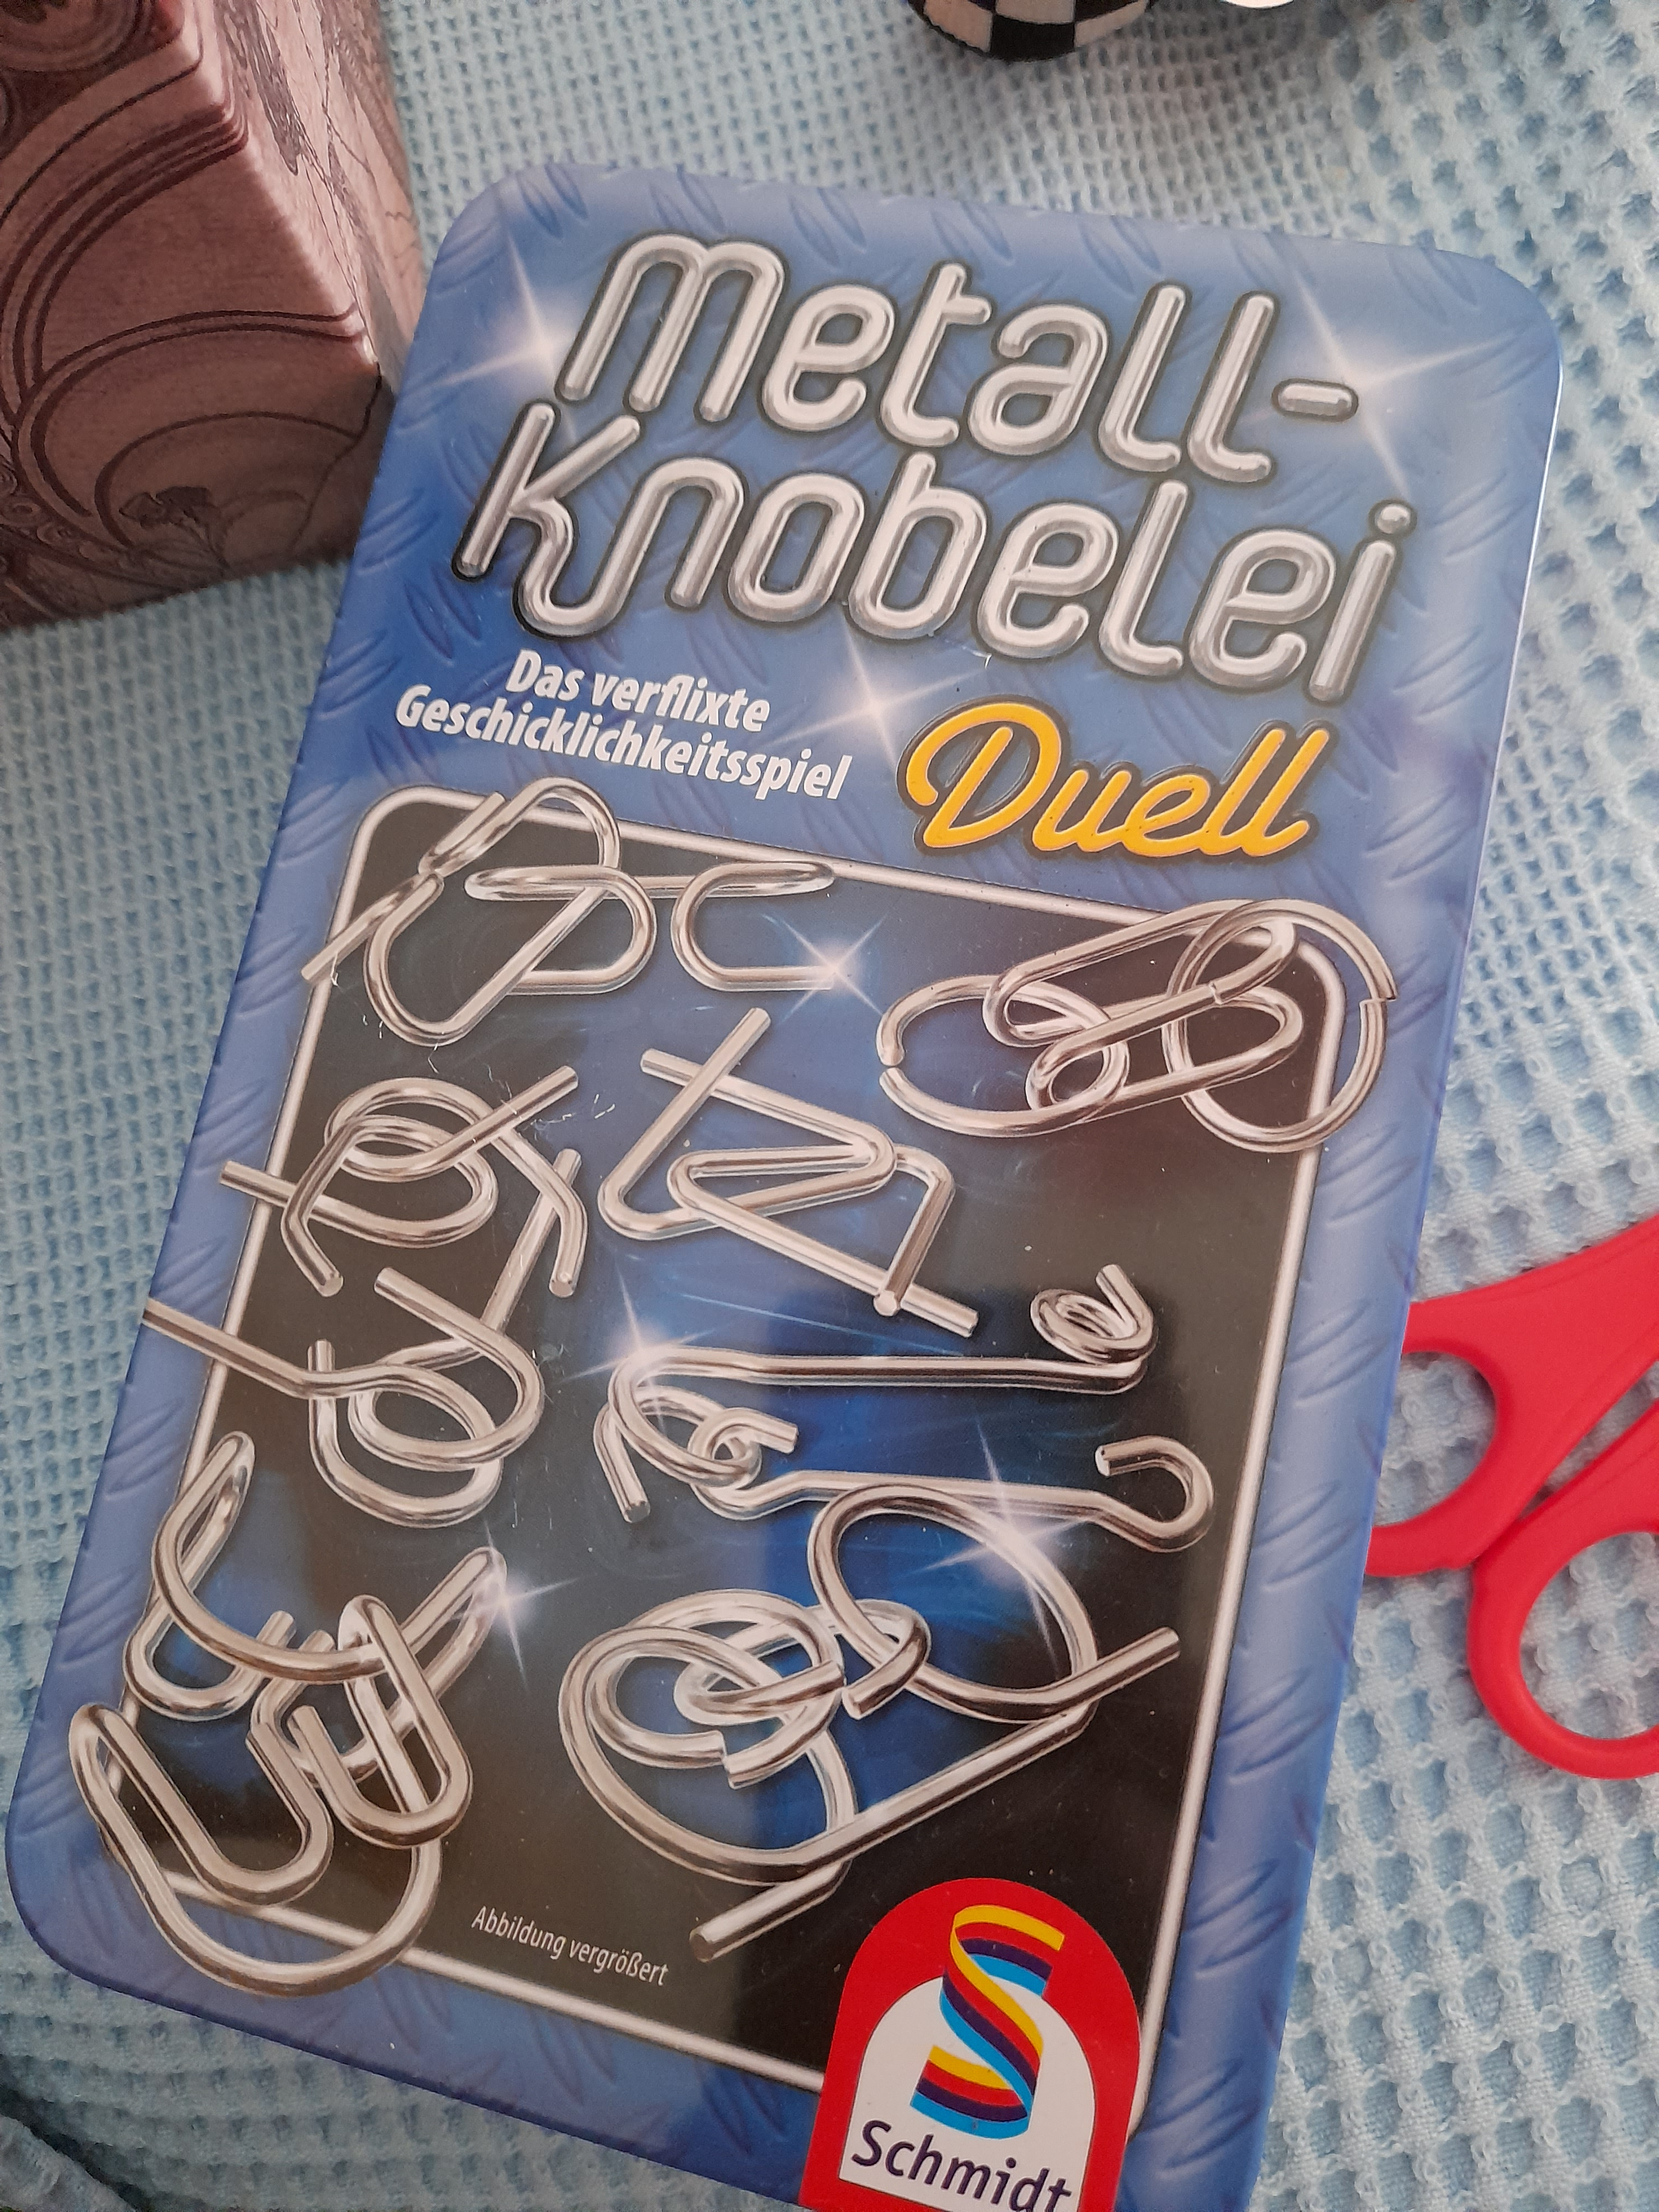 Metall-
Knobelei
Das verflixte
Geschicklichkeitsspiel
Duell
Abbildung vergrößert
Schmidt